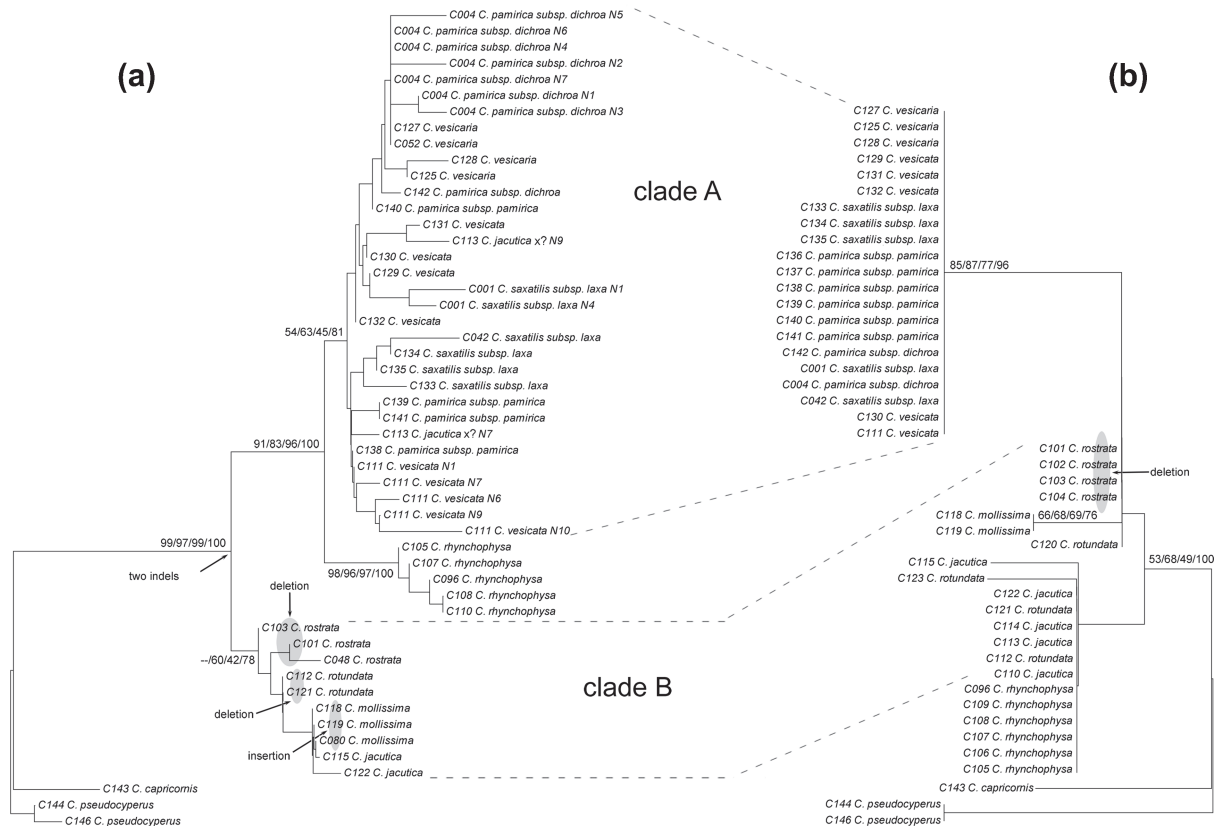 (a)
C004 C. pamirica subsp. dichroa N5
C004 C. pamirica subsp. dichroa N6
C004 C. pamirica subsp. dichroa N4
C004 C. pamirica subsp. dichroa N2
C004 C. pamirica subsp. dichroa N7
C004 C. pamirica subsp. dichroa N1
C004 C. pamirica subsp. dichroa N3
C127 C. vesicaria
C052 C. vesicaria
C128 C. vesicaria
C125 C. vesicaria
C142 C. pamirica subsp. dichroa
C140 C. pamirica subsp. pamirica
C131 C. vesicata
C113 C. jacutica x? N9
C130 C. vesicata
C129 C. vesicata
C001 C. saxatilis subsp. laxa N1
C001 C. saxatilis subsp. laxa N4
C132 C. vesicata
54/63/45/81
C042 C. saxatilis subsp. laxa
C134 C. saxatilis subsp. laxa
C135 C. saxatilis subsp. laxa
C133 C. saxatilis subsp. laxa
C139 C. pamirica subsp. pamirica
C141 C. pamirica subsp. pamirica
C113 C. jacutica x? N7
91/83/96/100
C138 C. pamirica subsp. pamirica
C111 C. vesicata N1
C111 C. vesicata N7
C111 C. vesicata N6
C111 C. vesicata N9
C111 C. vesicata N10
99/97/99/100
two indels
C105 C. rhynchophysa
C107 C. rhynchophysa
98/96/97/100
C096 C. rhynchophysa
C108 C. rhynchophysa
C110 C. rhynchophysa
deletion
C103 C. rostrata
C101 C. rostrata
--/60/42/78
C048 C. rostrata
C112 C. rotundata
C121 C. rotundata
deletion
C118 C. mollissima
C119 C. mollissima
C080 C. mollissima
insertion
C115 C. jacutica
C122 C. jacutica
C143 C. capricornis
C144 C. pseudocyperus
C146 C. pseudocyperus
clade A
clade B
(b)
C127 C. vesicaria
C125 C. vesicaria
C128 C. vesicaria
C129 C. vesicata
C131 C. vesicata
C132 C. vesicata
C133 C. saxatilis subsp. laxa
C134 C. saxatilis subsp. laxa
C135 C. saxatilis subsp. laxa
C136 C. pamirica subsp. pamirica
85/87/77/96
C137 C. pamirica subsp. pamirica
C138 C. pamirica subsp. pamirica
C139 C. pamirica subsp. pamirica
C140 C. pamirica subsp. pamirica
C141 C. pamirica subsp. pamirica
C142 C. pamirica subsp. dichroa
C001 C. saxatilis subsp. laxa
C004 C. pamirica subsp. dichroa
C042 C. saxatilis subsp. laxa
C130 C. vesicata
C111 C. vesicata
C101 C. rostrata
C102 C. rostrata
deletion
C103 C. rostrata
C104 C. rostrata
C118 C. mollissima
66/68/69/76
C119 C. mollissima
C120 C. rotundata
53/68/49/100
C115 C. jacutica
C123 C. rotundata
C122 C. jacutica
C121 C. rotundata
C114 C. jacutica
C113 C. jacutica
C112 C. rotundata
C110 C. jacutica
C096 C. rhynchophysa
C109 C. rhynchophysa
C108 C. rhynchophysa
C107 C. rhynchophysa
C106 C. rhynchophysa
C105 C. rhynchophysa
C143 C. capricornis
C144 C. pseudocyperus
C146 C. pseudocyperus